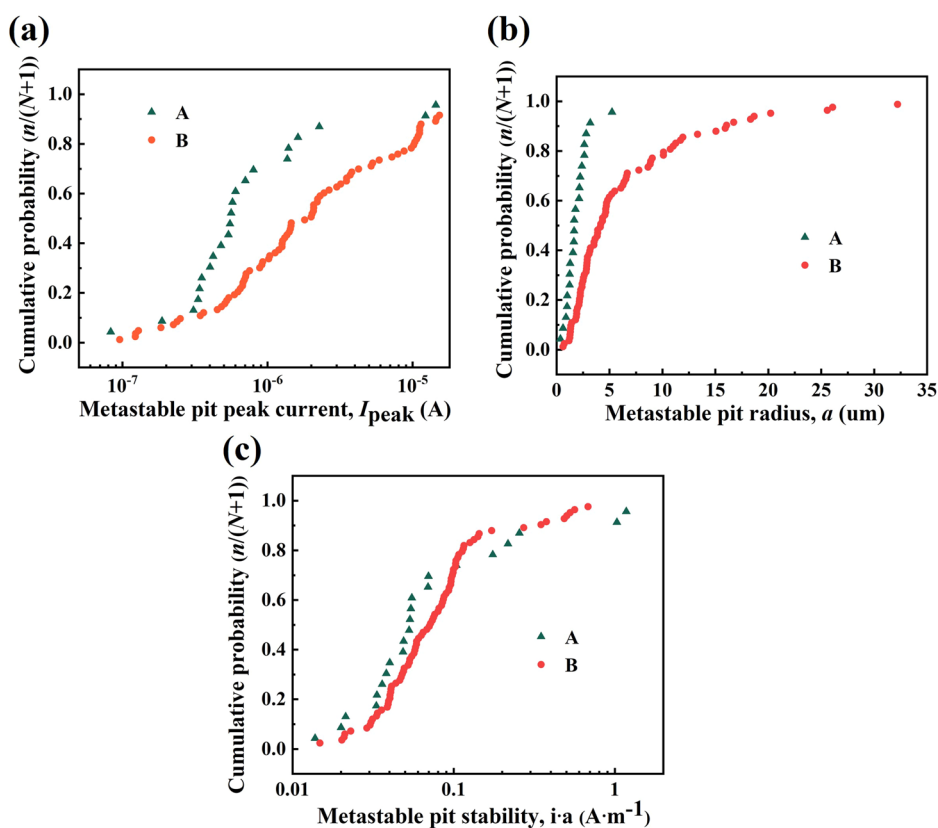 (a)
Cumulative probability (n/(N+1))
1.0
0.8
0.6
0.4
0.2
0.0
A
B
10⁻⁷
10⁻⁶
10⁻⁵
Metastable pit peak current, Ipeak (A)
(b)
Cumulative probability (n/(N+1))
1.0
0.8
0.6
0.4
0.2
0.0
A
B
0 5 10 15 20 25 30 35
Metastable pit radius, a (um)
(c)
Cumulative probability (n/(N+1))
1.0
0.8
0.6
0.4
0.2
0.0
A
B
0.01 0.1 1
Metastable pit stability, i·a (A·m⁻¹)